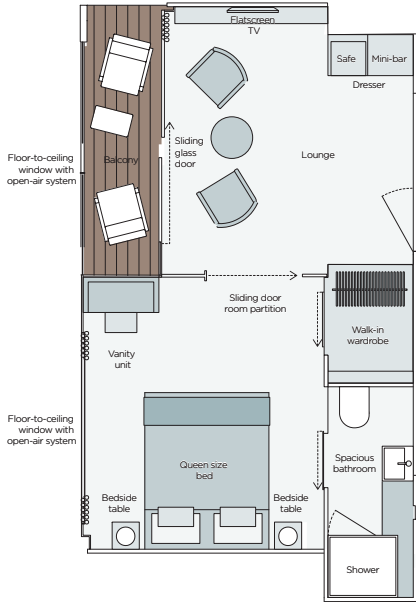 Flatscreen
TV
Safe
Mini-bar
Dresser
Sliding
glass
door
Balcony
Lounge
Floor-to-ceiling
window with
open-air system
Sliding door
room partition
Walk-in
wardrobe
Vanity
unit
Floor-to-ceiling
window with
open-air system
Queen size
bed
Spacious
bathroom
Bedside
table
Bedside
table
Shower